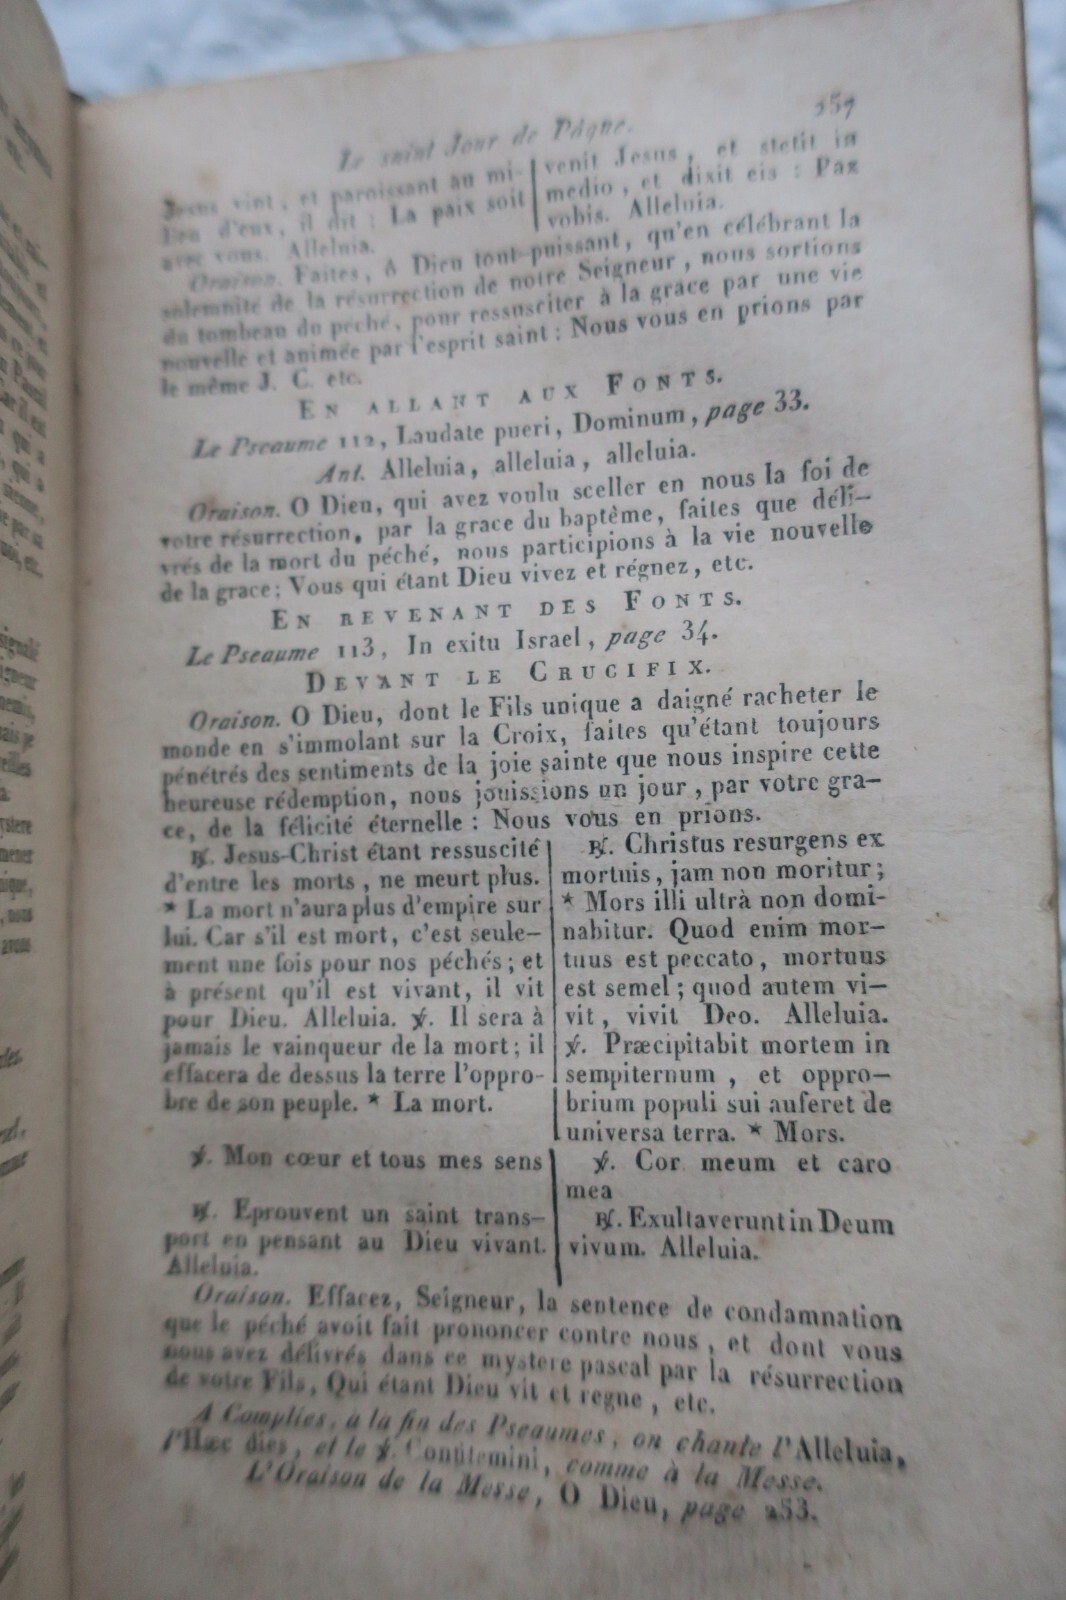 Le saint Jour de Pâque. 259
Jesus vint, et paroissant au mi-
lieu d'eux, il dit : La paix soit
avec vous. Alleluia.
venit Jesus, et stetit in
medio, et dixit eis : Pax
vobis. Alleluia.
Oraison. Faites, ô Dieu tout-puissant, qu'en célébrant la
solemnité de la résurrection de notre Seigneur, nous sortions
du tombeau du péché, pour ressusciter à la grace par une vie
nouvelle et animée par l'esprit saint : Nous vous en prions par
le même J. C. etc.
EN ALLANT AUX FONTS.
Le Pseaume 112, Laudate pueri, Dominum, page 33.
Ant. Alleluia, alleluia, alleluia.
Oraison. O Dieu, qui avez voulu sceller en nous la foi de
votre résurrection, par la grace du baptême, faites que déli-
vrés de la mort du péché, nous participions à la vie nouvelle
de la grace; Vous qui étant Dieu vivez et régnez, etc.
EN REVENANT DES FONTS.
Le Pseaume 113, In exitu Israel, page 34.
DEVANT LE CRUCIFIX.
Oraison. O Dieu, dont le Fils unique a daigné racheter le
monde en s'immolant sur la Croix, faites qu'étant toujours
pénétrés des sentiments de la joie sainte que nous inspire cette
heureuse rédemption, nous jouissions un jour, par votre gra-
ce, de la félicité éternelle : Nous vous en prions.
℟. Jesus-Christ étant ressuscité
d'entre les morts, ne meurt plus.
* La mort n'aura plus d'empire sur
lui. Car s'il est mort, c'est seule-
ment une fois pour nos péchés; et
à présent qu'il est vivant, il vit
pour Dieu. Alleluia. ℣. Il sera à
jamais le vainqueur de la mort; il
effacera de dessus la terre l'oppro-
bre de son peuple. * La mort.
℟. Christus resurgens ex
mortuis, jam non moritur;
* Mors illi ultrà non domi-
nabitur. Quod enim mor-
tuus est peccato, mortuus
est semel; quod autem vi-
vit, vivit Deo. Alleluia.
℣. Præcipitabit mortem in
sempiternum, et oppro-
brium populi sui auferet de
universa terra. * Mors.
℣. Mon cœur et tous mes sens
℟. Eprouvent un saint trans-
port en pensant au Dieu vivant.
Alleluia.
℣. Cor meum et caro
mea
℟. Exultaverunt in Deum
vivum. Alleluia.
Oraison. Effacez, Seigneur, la sentence de condamnation
que le péché avoit fait prononcer contre nous, et dont vous
nous avez délivrés dans ce mystere pascal par la résurrection
de votre Fils, Qui étant Dieu vit et regne, etc.
A Complies, à la fin des Pseaumes, on chante l'Alleluia,
l'Hæc dies, et le ℣. Confitemini, comme à la Messe.
L'Oraison de la Messe, O Dieu, page 253.